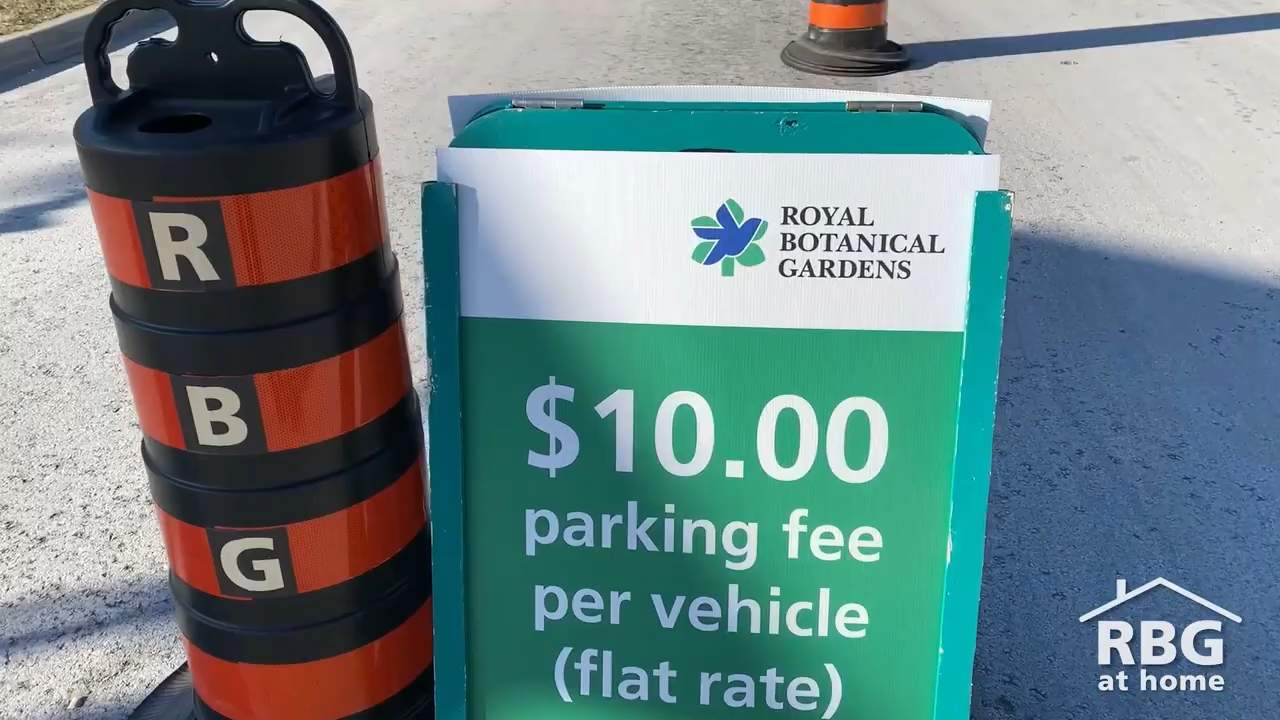 R
B
G
ROYAL
BOTANICAL
GARDENS
$10.00
parking fee
per vehicle
(flat rate)
RBG
at home